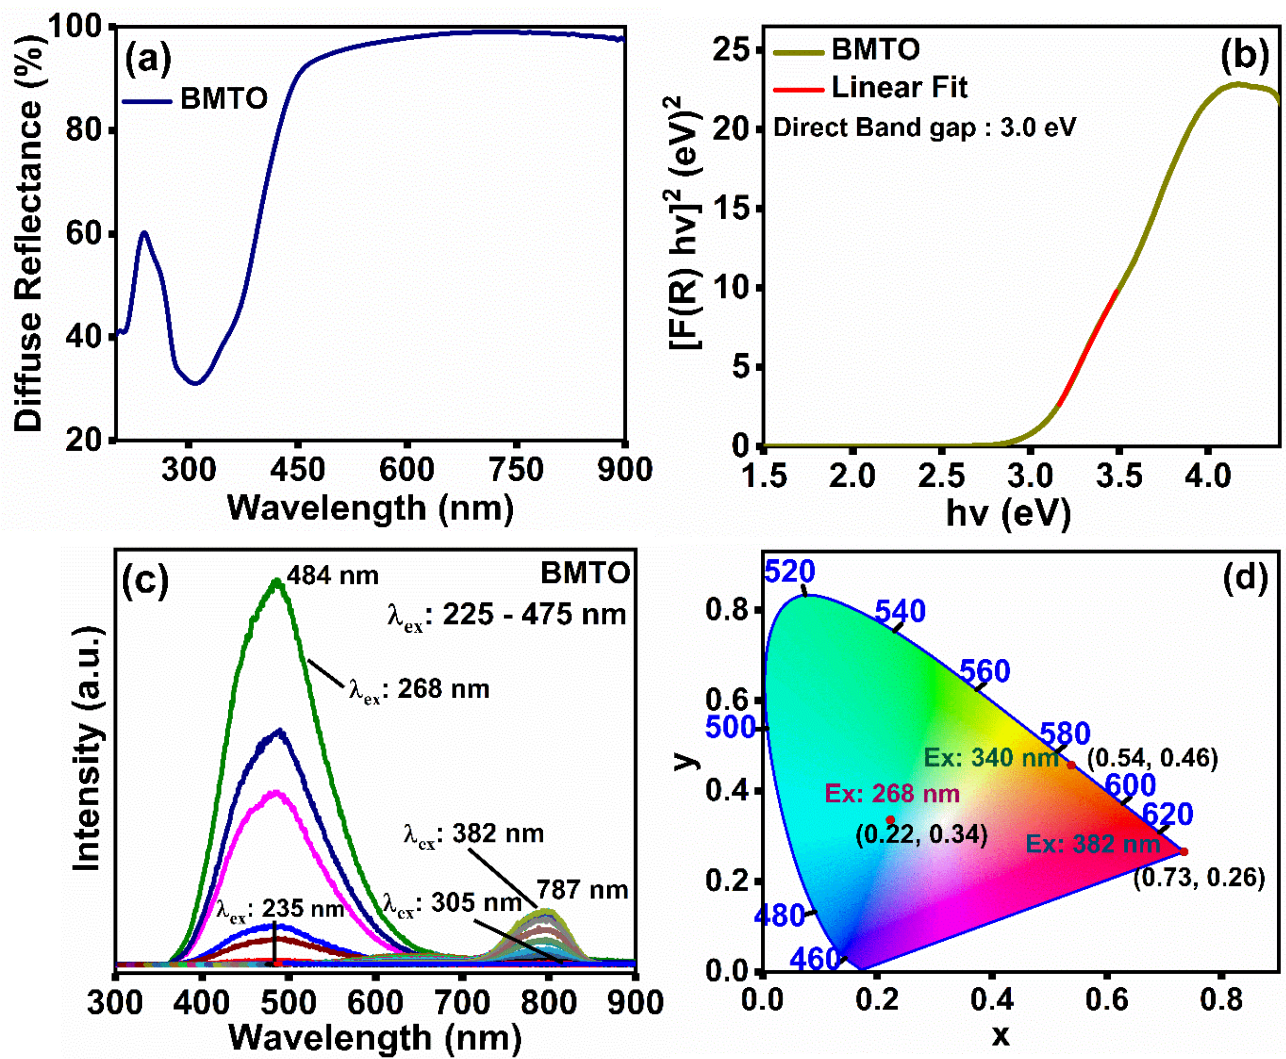 (a)
BMTO
Diffuse Reflectance (%)
100
80
60
40
20
300 450 600 750 900
Wavelength (nm)
(b)
BMTO
Linear Fit
Direct Band gap : 3.0 eV
[F(R) hν]² (eV)²
25
20
15
10
5
0
1.5 2.0 2.5 3.0 3.5 4.0
hν (eV)
(c)
BMTO
484 nm
λex: 225 - 475 nm
λex: 268 nm
λex: 382 nm
787 nm
λex: 235 nm
λex: 305 nm
Intensity (a.u.)
300 400 500 600 700 800 900
Wavelength (nm)
(d)
520
540
560
500
580
Ex: 340 nm
(0.54, 0.46)
600
Ex: 268 nm
620
(0.22, 0.34)
Ex: 382 nm
(0.73, 0.26)
480
460
y
0.8
0.6
0.4
0.2
0.0
0.0 0.2 0.4 0.6 0.8
x